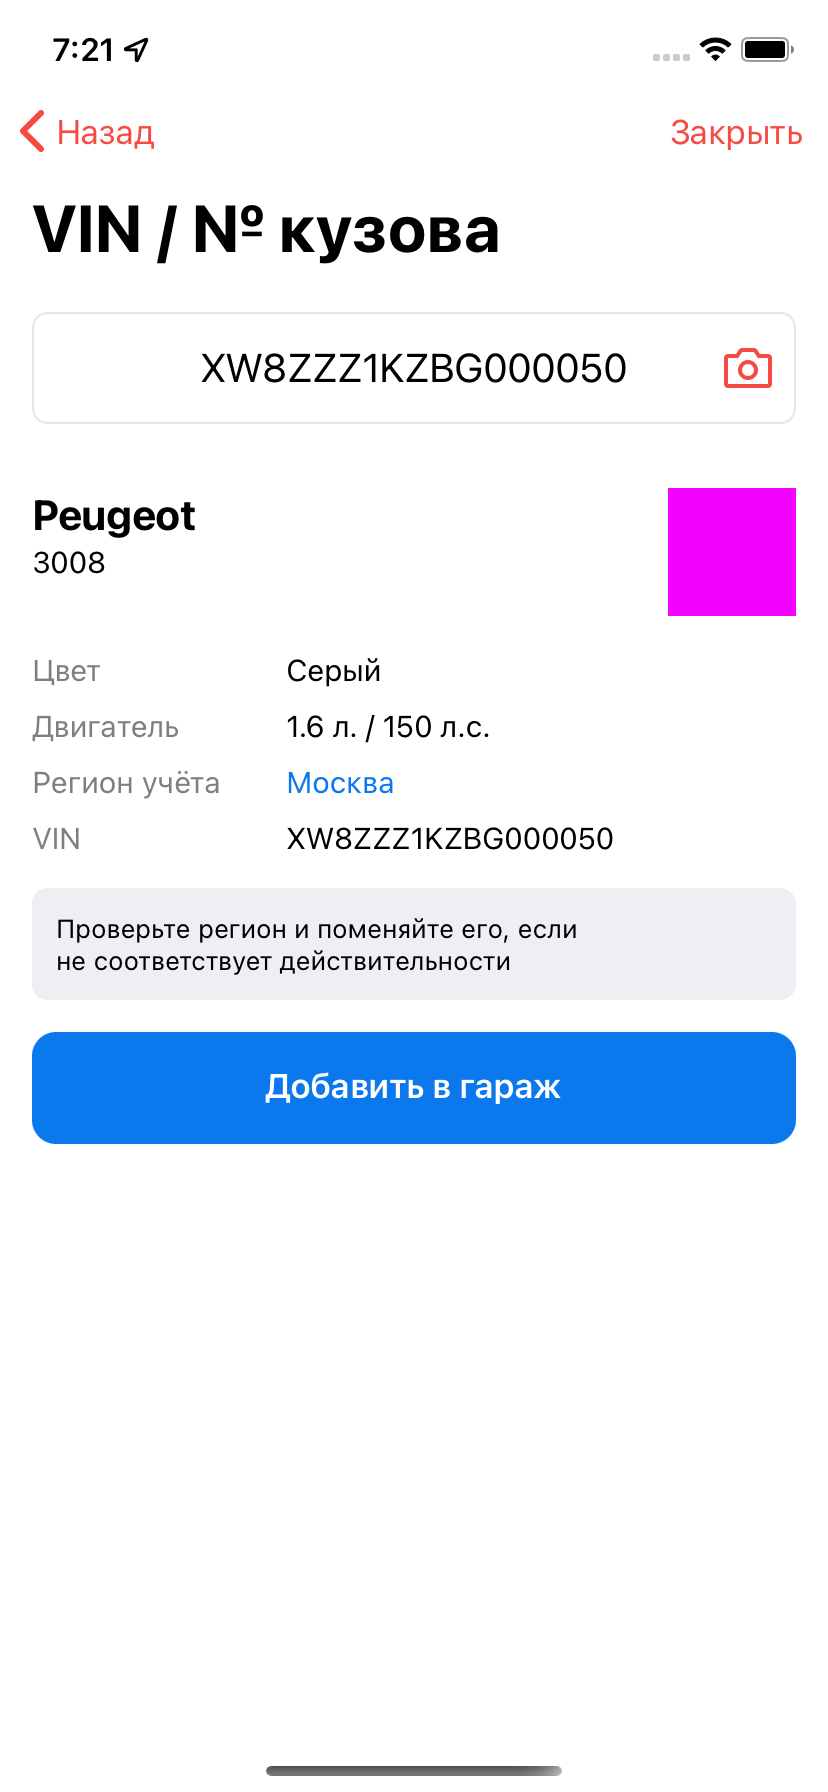 7:21
Назад
Закрыть
VIN / № кузова
XW8ZZZ1KZBG000050
Peugeot
3008
Цвет Серый
Двигатель 1.6 л. / 150 л.с.
Регион учёта Москва
VIN XW8ZZZ1KZBG000050
Проверьте регион и поменяйте его, если
не соответствует действительности
Добавить в гараж